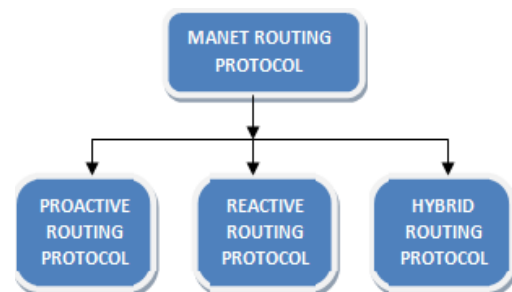 MANET ROUTING
PROTOCOL
PROACTIVE
ROUTING
PROTOCOL
REACTIVE
ROUTING
PROTOCOL
HYBRID
ROUTING
PROTOCOL